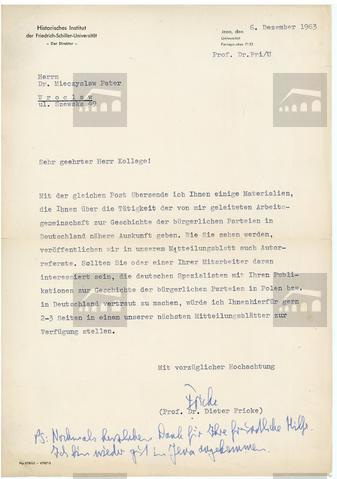 Historisches Institut
der Friedrich-Schiller-Universität
– Der Direktor –
Jena, den 6. Dezember 1963
Universität
Fernsprecher 7122
Prof. Dr.Fri/U
Herrn
Dr. Mieczyslaw Pater
Wroclaw
ul. Szewska 49
Sehr geehrter Herr Kollege!
Mit der gleichen Post übersende ich Ihnen einige Materialien,
die Ihnen über die Tätigkeit der von mir geleiteten Arbeits-
gemeinschaft zur Geschichte der bürgerlichen Parteien in
Deutschland nähere Auskunft geben. Wie Sie sehen werden,
veröffentlichen wir in unserem Mitteilungsblatt auch Autor-
referate. Sollten Sie oder einer Ihrer Mitarbeiter daran
interessiert sein, die deutschen Spezialisten mit Ihren Publi-
kationen zur Geschichte der bürgerlichen Parteien in Polen bzw.
in Deutschland vertraut zu machen, würde ich Ihnenhierfür gern
2-3 Seiten in einem unserer nächsten Mitteilungsblätter zur
Verfügung stellen.
Mit vorzüglicher Hochachtung
Fricke
(Prof. Dr. Dieter Fricke)
PS: Nochmals herzlichen Dank für Ihre freundliche Hilfe.
Ich bin wieder gut in Jena angekommen.